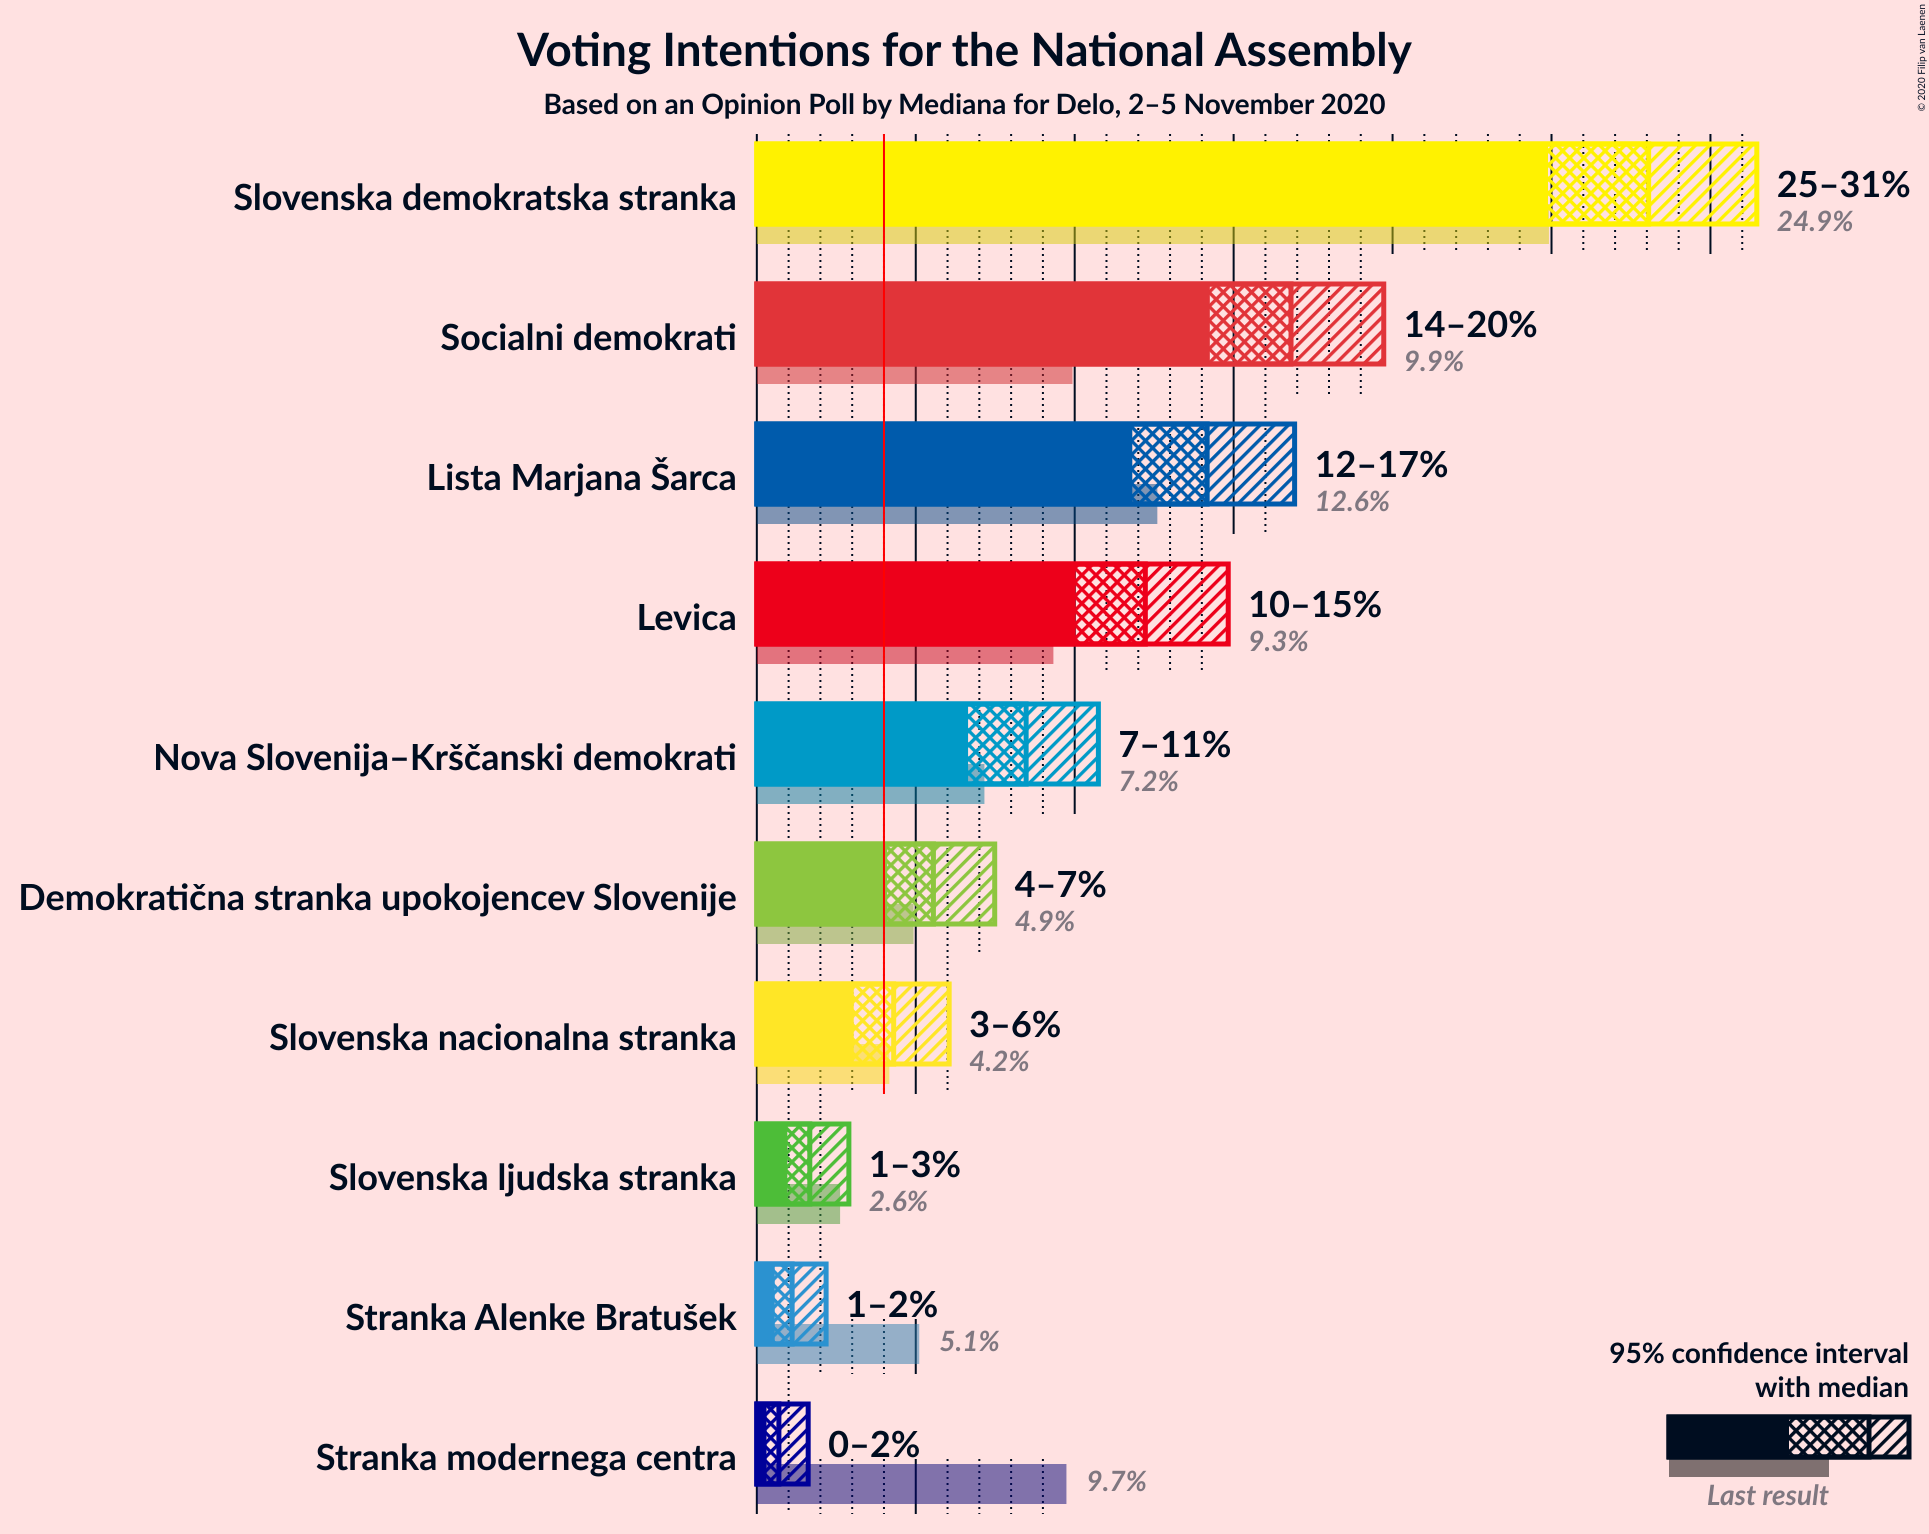 Voting Intentions for the National Assembly
Based on an Opinion Poll by Mediana for Delo, 2–5 November 2020
© 2020 Filip van Laenen
Slovenska demokratska stranka
25–31%
24.9%
Socialni demokrati
14–20%
9.9%
Lista Marjana Šarca
12–17%
12.6%
Levica
10–15%
9.3%
Nova Slovenija–Krščanski demokrati
7–11%
7.2%
Demokratična stranka upokojencev Slovenije
4–7%
4.9%
Slovenska nacionalna stranka
3–6%
4.2%
Slovenska ljudska stranka
1–3%
2.6%
Stranka Alenke Bratušek
1–2%
5.1%
Stranka modernega centra
0–2%
9.7%
95% confidence interval
with median
Last result